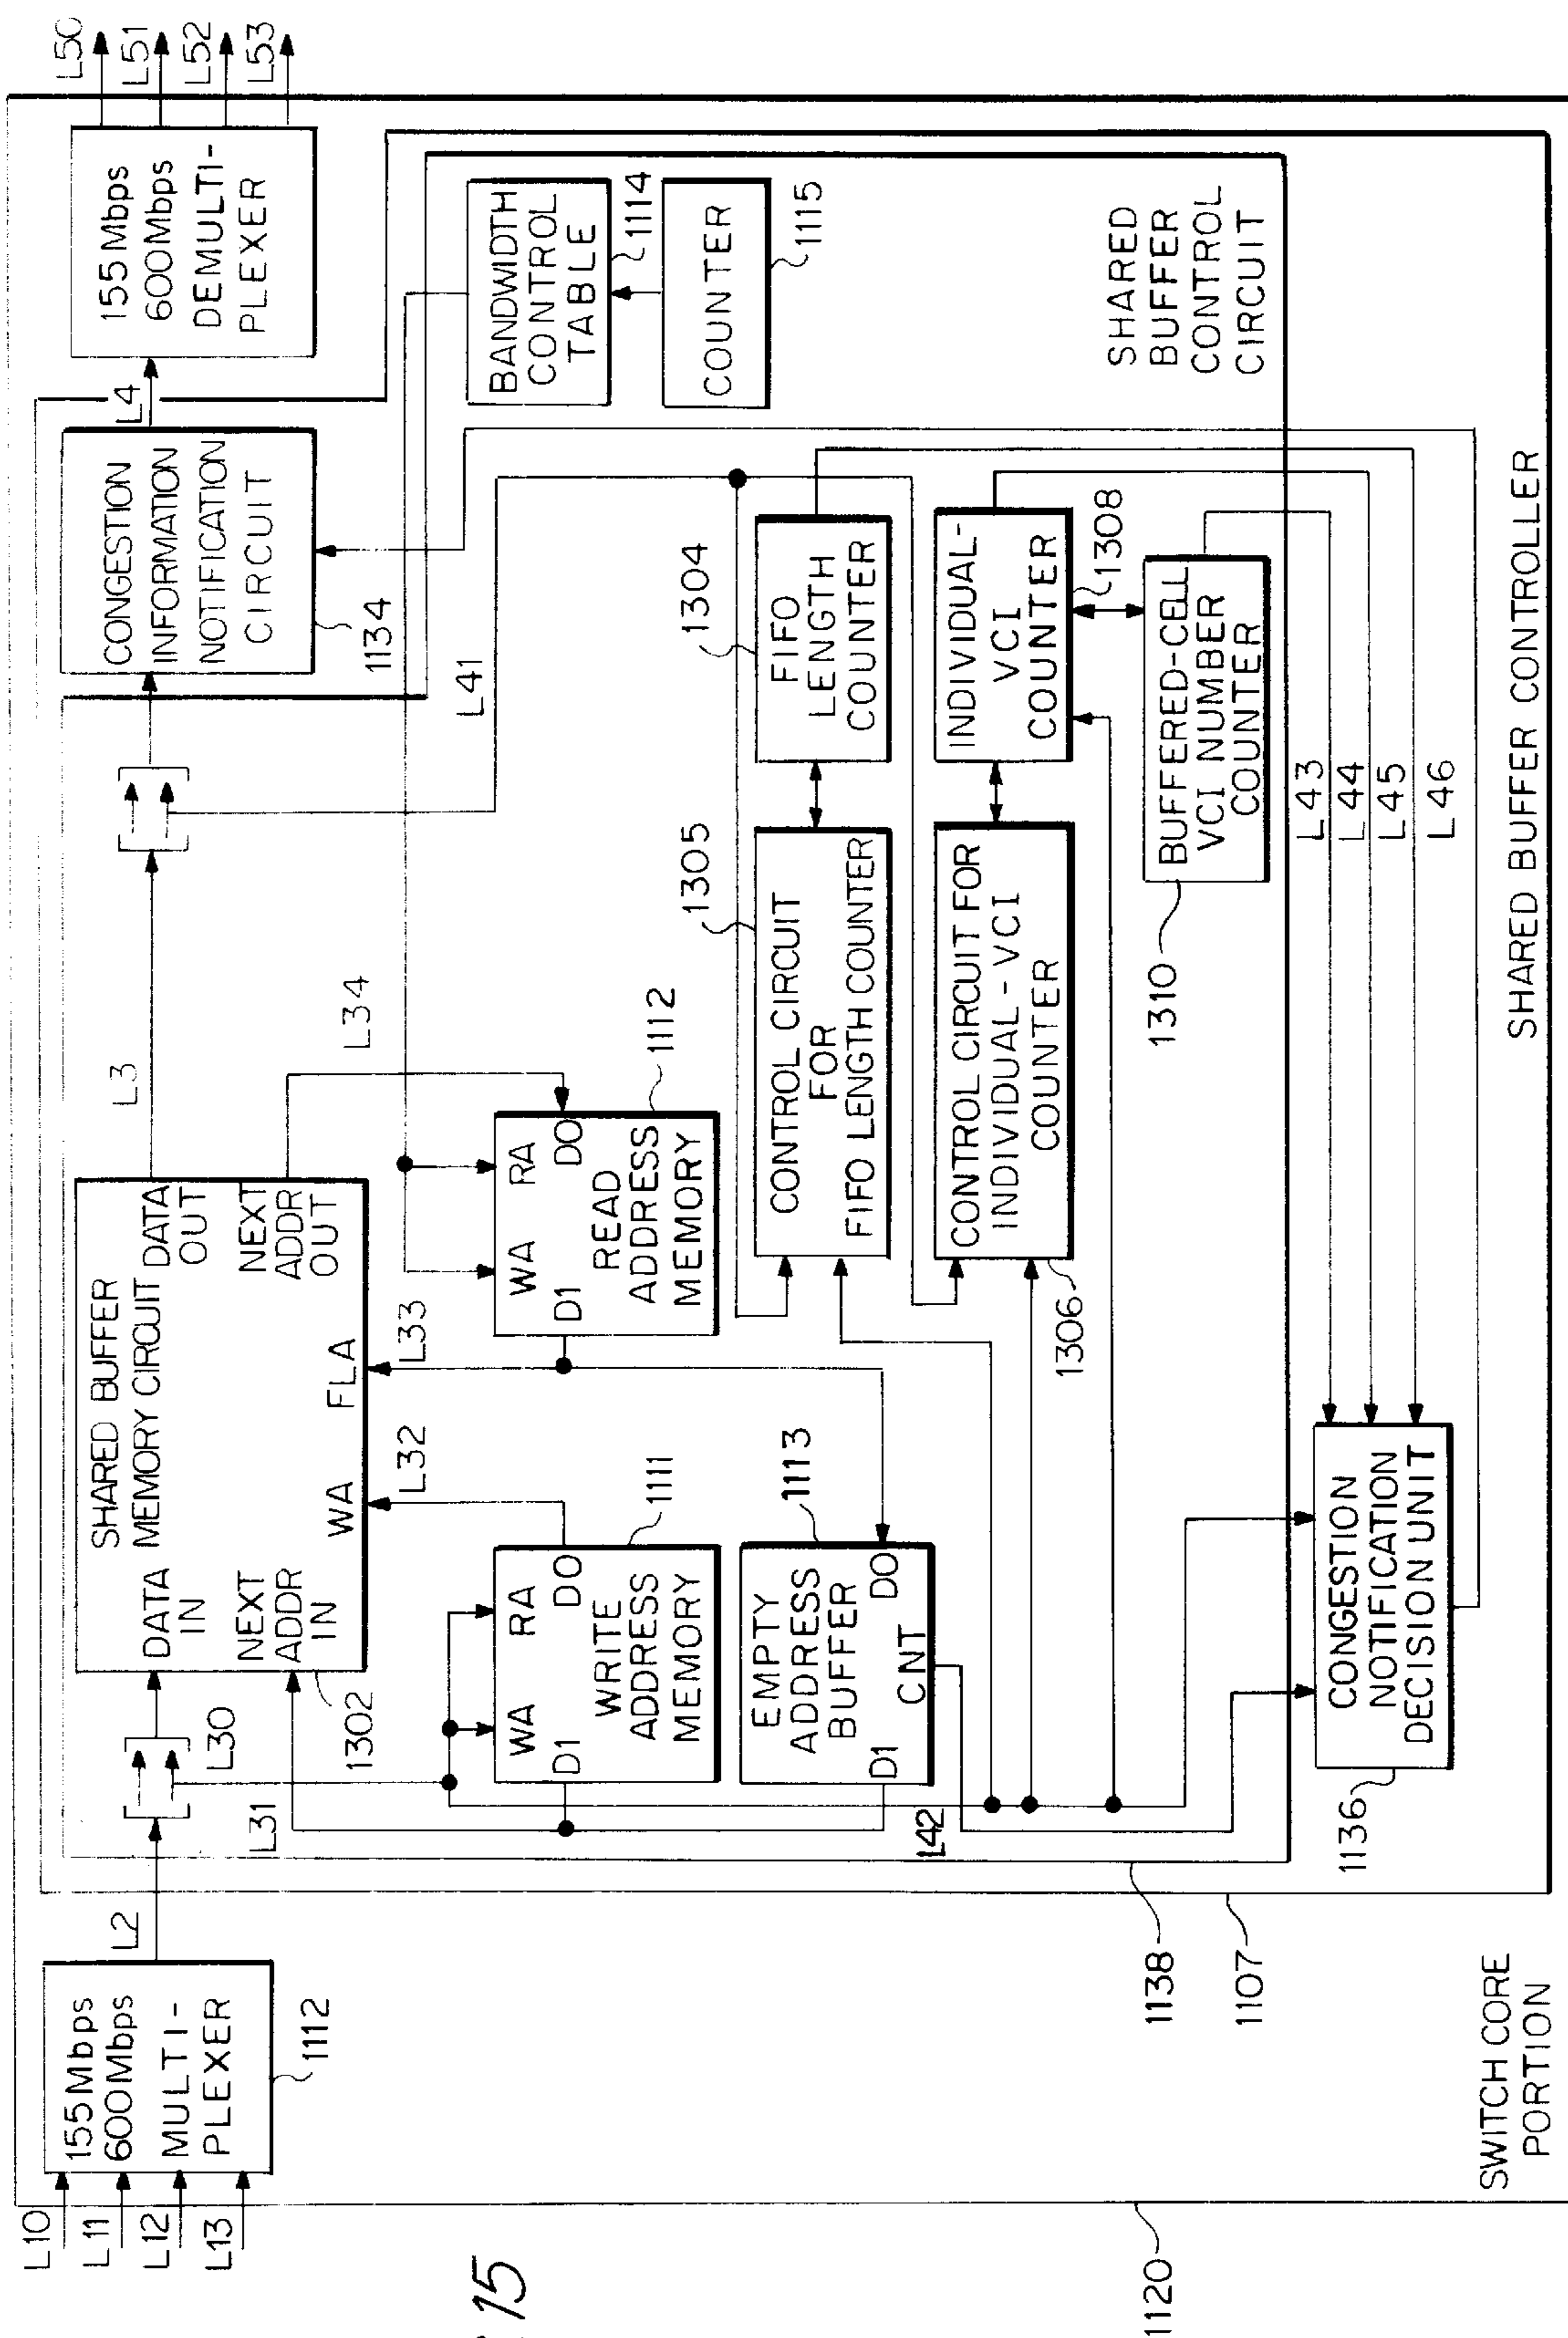 L10
L11
L12
L13
155Mbps
600Mbps
MULTI-
PLEXER
1112
L2
L30
L31
DATA
IN
NEXT
ADDR
IN
1302
SHARED BUFFER
MEMORY CIRCUIT
WA
FLA
DATA
OUT
NEXT
ADDR
OUT
L3
CONGESTION
INFORMATION
NOTIFICATION
CIRCUIT
1134
L4
155Mbps
600Mbps
DEMULTI-
PLEXER
L50
L51
L52
L53
L32
L33
L34
L41
WA
RA
D1
DO
WRITE
ADDRESS
MEMORY
1111
WA
RA
D1
DO
READ
ADDRESS
MEMORY
1112
BANDWIDTH
CONTROL
TABLE
1114
COUNTER
1115
EMPTY
ADDRESS
BUFFER
D1
DO
CNT
1113
L42
CONTROL CIRCUIT
FOR
FIFO LENGTH COUNTER
1305
FIFO
LENGTH
COUNTER
1304
CONTROL CIRCUIT FOR
INDIVIDUAL-VCI
COUNTER
1306
INDIVIDUAL-
VCI
COUNTER
1308
BUFFERED-CELL
VCI NUMBER
COUNTER
1310
SHARED
BUFFER
CONTROL
CIRCUIT
L43
L44
L45
L46
CONGESTION
NOTIFICATION
DECISION UNIT
1136
SHARED BUFFER CONTROLLER
1138
1107
SWITCH CORE
PORTION
1120
15